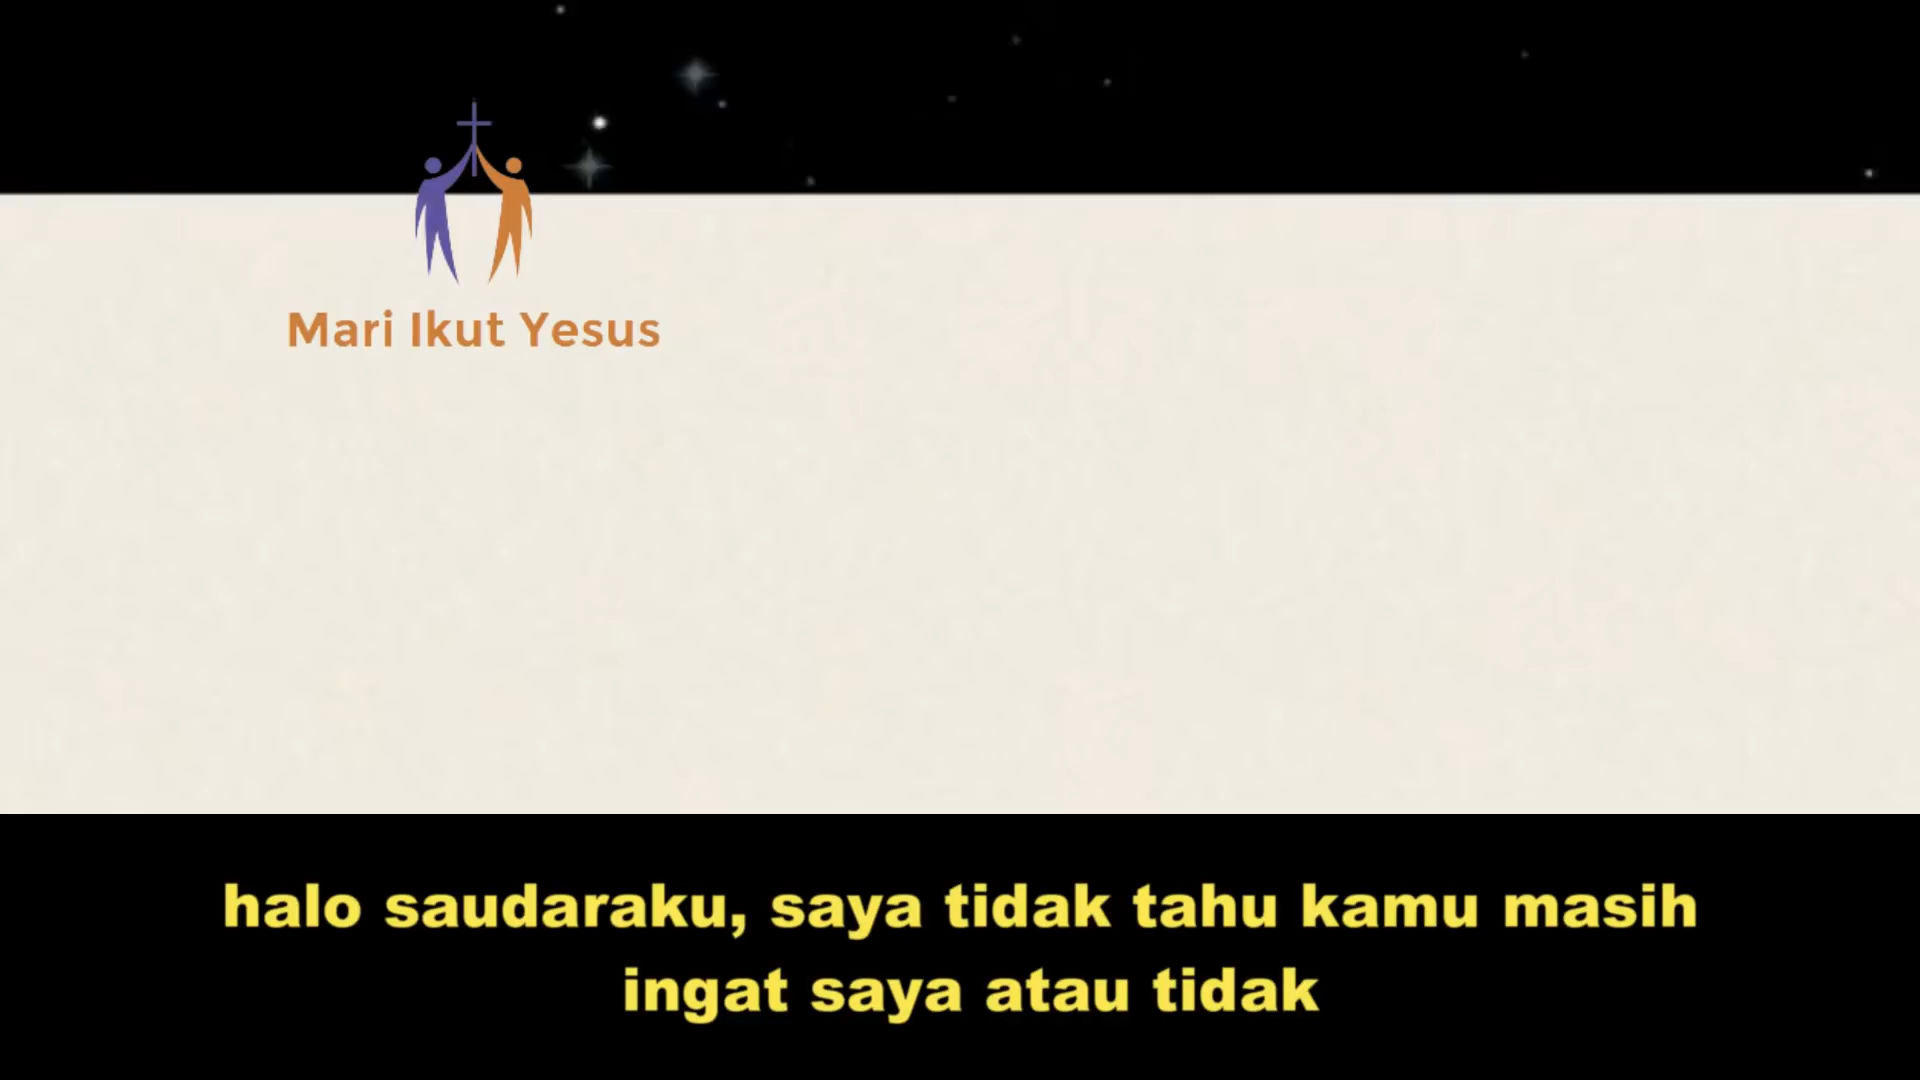 Mari Ikut Yesus
halo saudaraku, saya tidak tahu kamu masih
ingat saya atau tidak